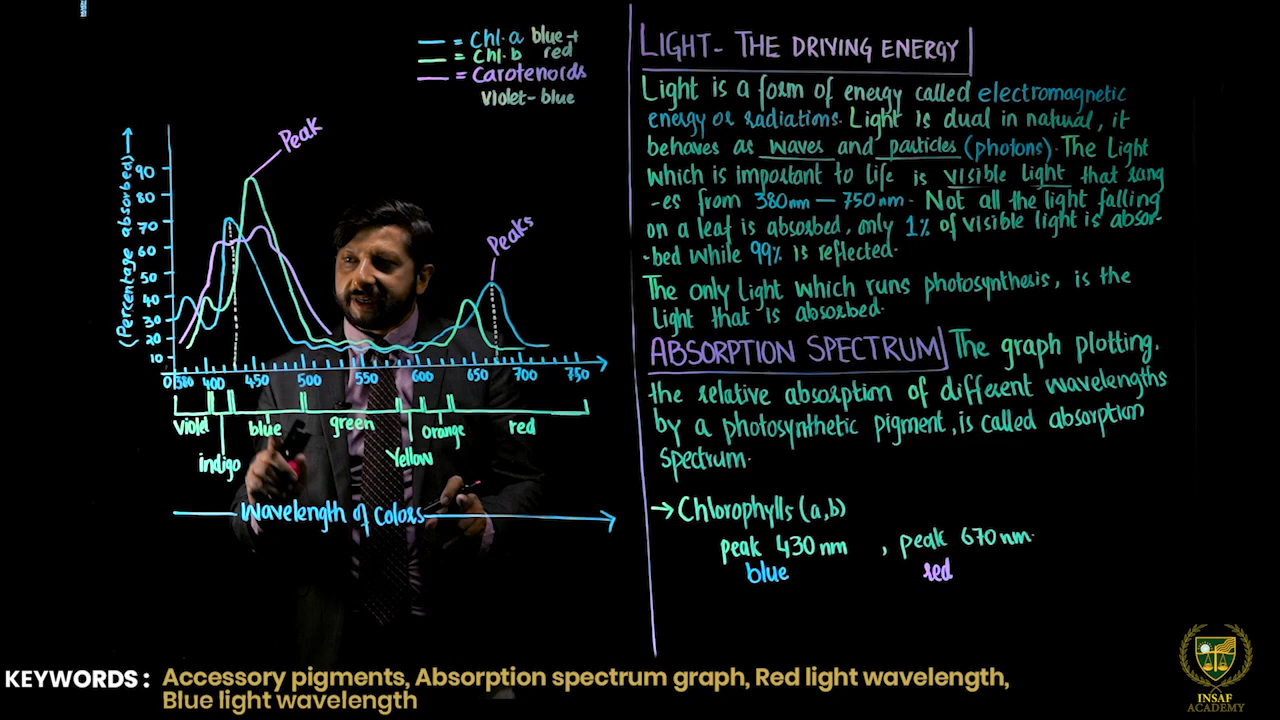 = Chl.a blue +
= Chl.b red
= Carotenoids
violet-blue
Peak
Peaks
(Percentage absorbed)
90
80
70
60
50
40
30
20
10
0 380 400 450 500 550 600 650 700 750
violet
indigo
blue
green
Yellow
orange
red
Wavelength of Colors
LIGHT- THE DRIVING ENERGY
Light is a form of energy called electromagnetic
energy or radiations. Light is dual in natural, it
behaves as waves and particles (photons). The Light
which is important to life is visible light that rang
-es from 380nm — 750nm. Not all the light falling
on a leaf is absorbed, only 1% of visible light is absor-
-bed while 99% is reflected.
The only light which runs photosynthesis, is the
light that is absorbed.
ABSORPTION SPECTRUM The graph plotting,
the relative absorption of different wavelengths
by a photosynthetic pigment, is called absorption
spectrum.
→ Chlorophylls (a,b)
peak 430nm , peak 670nm.
blue red
KEYWORDS : Accessory pigments, Absorption spectrum graph, Red light wavelength,
Blue light wavelength
INSAF
ACADEMY